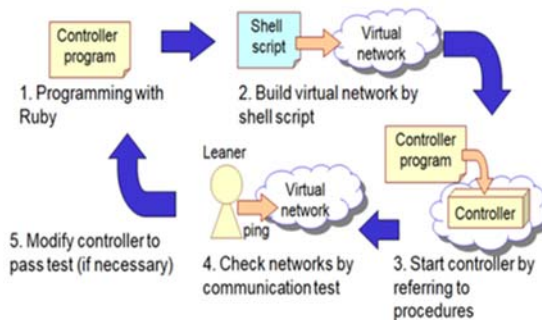 Controller
program
1. Programming with
Ruby
Shell
script
Virtual
network
2. Build virtual network by
shell script
Controller
program
Controller
3. Start controller by
referring to
procedures
Leaner
Virtual
network
ping
4. Check networks by
communication test
5. Modify controller to
pass test (if necessary)